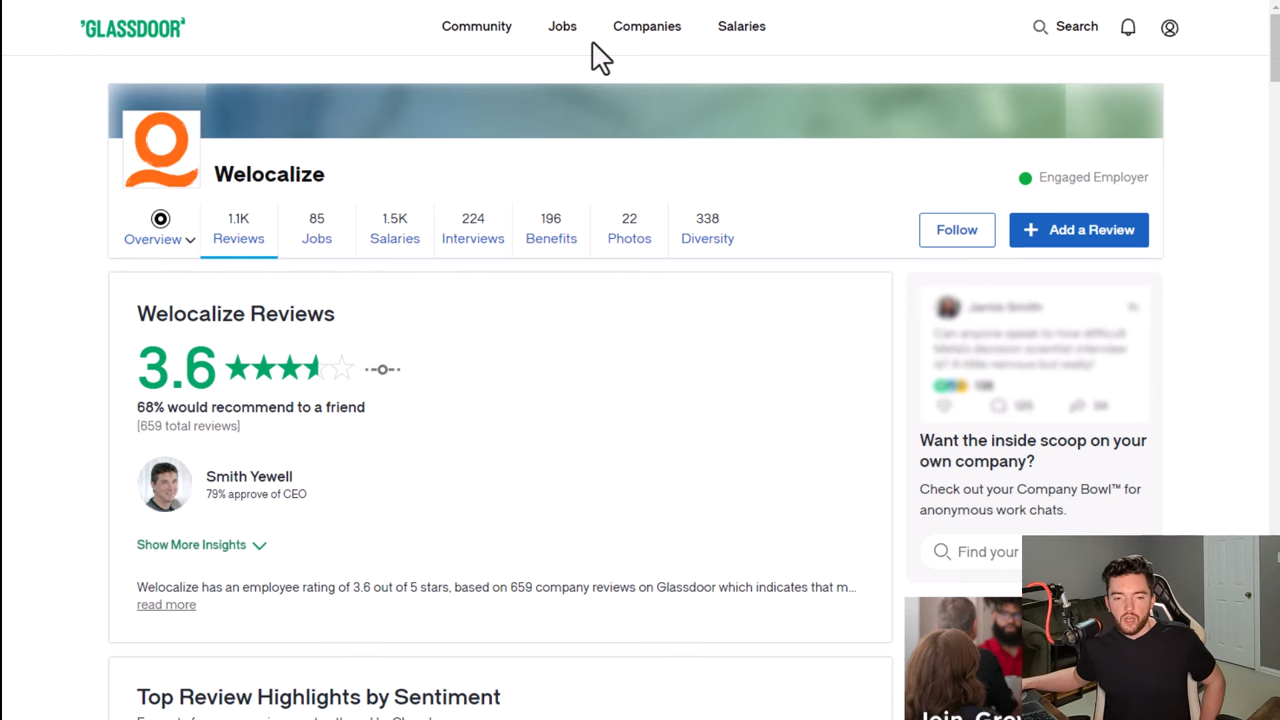 GLASSDOOR
Community
Jobs
Companies
Salaries
Search
Welocalize
Engaged Employer
Overview
1.1K
Reviews
85
Jobs
1.5K
Salaries
224
Interviews
196
Benefits
22
Photos
338
Diversity
Follow
+ Add a Review
Welocalize Reviews
3.6
68% would recommend to a friend
[659 total reviews]
Smith Yewell
79% approve of CEO
Show More Insights
Welocalize has an employee rating of 3.6 out of 5 stars, based on 659 company reviews on Glassdoor which indicates that m...
read more
Top Review Highlights by Sentiment
Want the inside scoop on your
own company?
Check out your Company Bowl™ for
anonymous work chats.
Find your